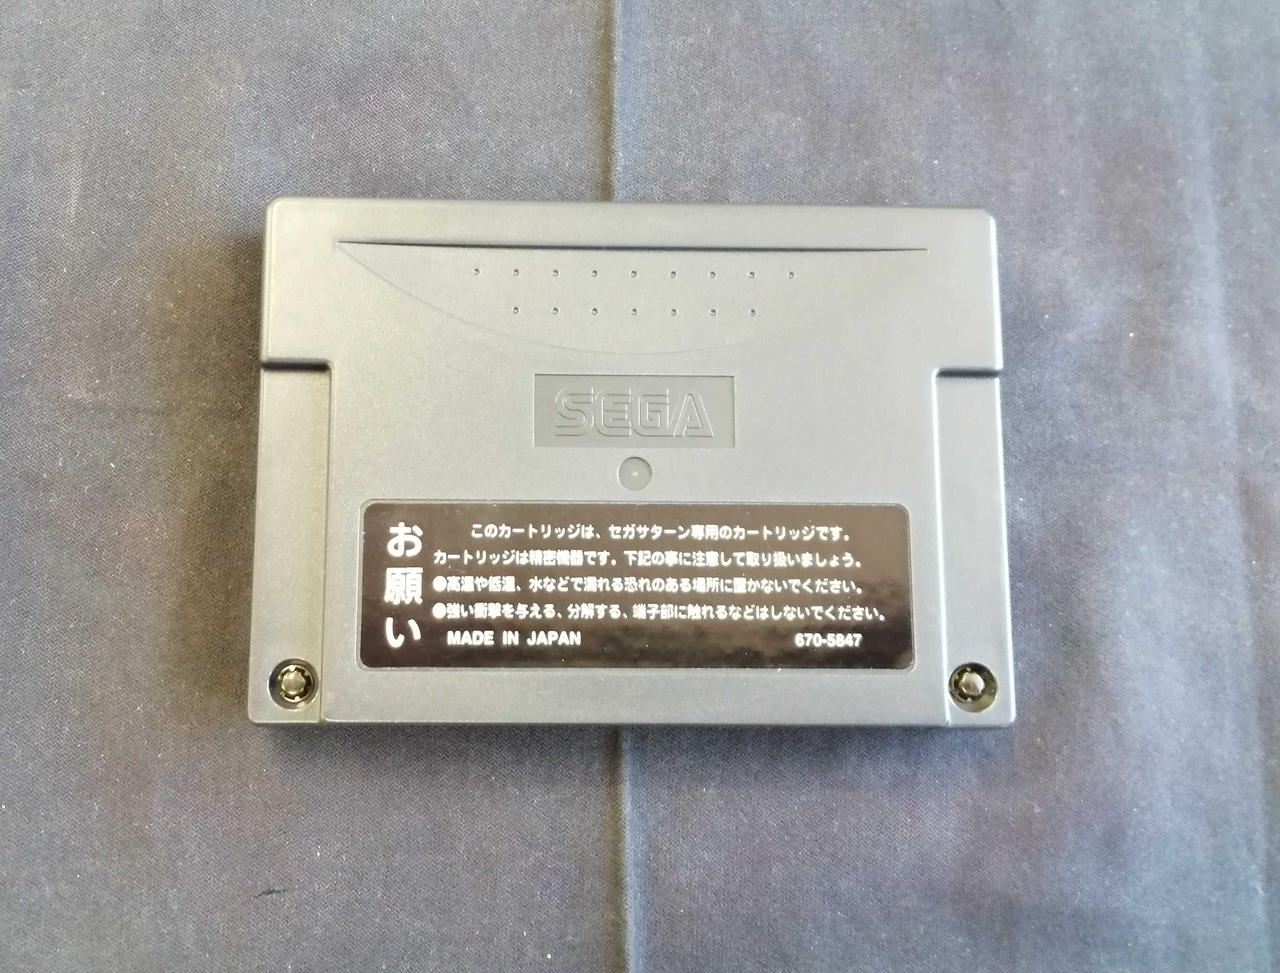 SEGA
お願い
このカートリッジは、セガサターン専用のカートリッジです。
カートリッジは精密機器です。下記の事に注意して取り扱いましょう。
●高温や低温、水などで濡れる恐れのある場所に置かないでください。
●強い衝撃を与える、分解する、端子部に触れるなどはしないでください。
MADE IN JAPAN 670-5847